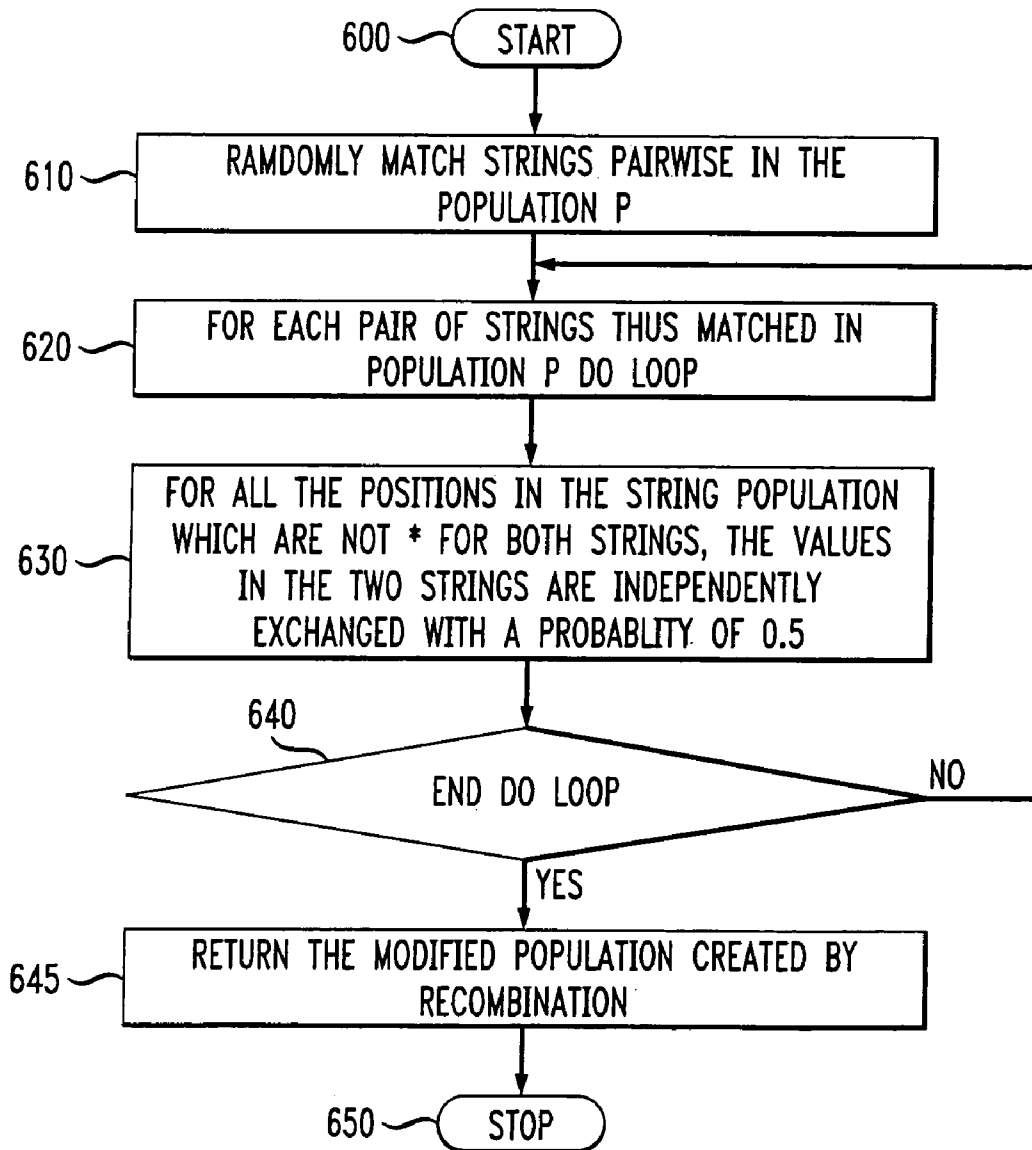 600
START
610
RAMDOMLY MATCH STRINGS PAIRWISE IN THE
POPULATION P
620
FOR EACH PAIR OF STRINGS THUS MATCHED IN
POPULATION P DO LOOP
630
FOR ALL THE POSITIONS IN THE STRING POPULATION
WHICH ARE NOT * FOR BOTH STRINGS, THE VALUES
IN THE TWO STRINGS ARE INDEPENDENTLY
EXCHANGED WITH A PROBABLITY OF 0.5
640
END DO LOOP
NO
YES
645
RETURN THE MODIFIED POPULATION CREATED BY
RECOMBINATION
650
STOP